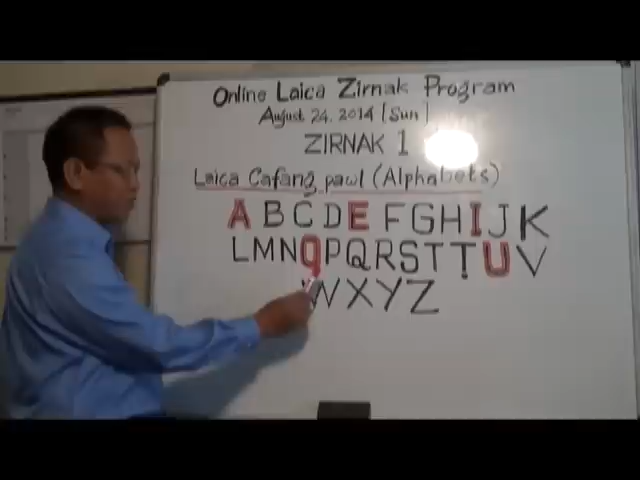 Online Laica Zirnak Program
August 24, 2014 [Sun]
ZIRNAK 1
Laica Cafang pawl (Alphabets)
A B C D E F G H I J K
L M N O P Q R S T Ṭ U V
W X Y Z